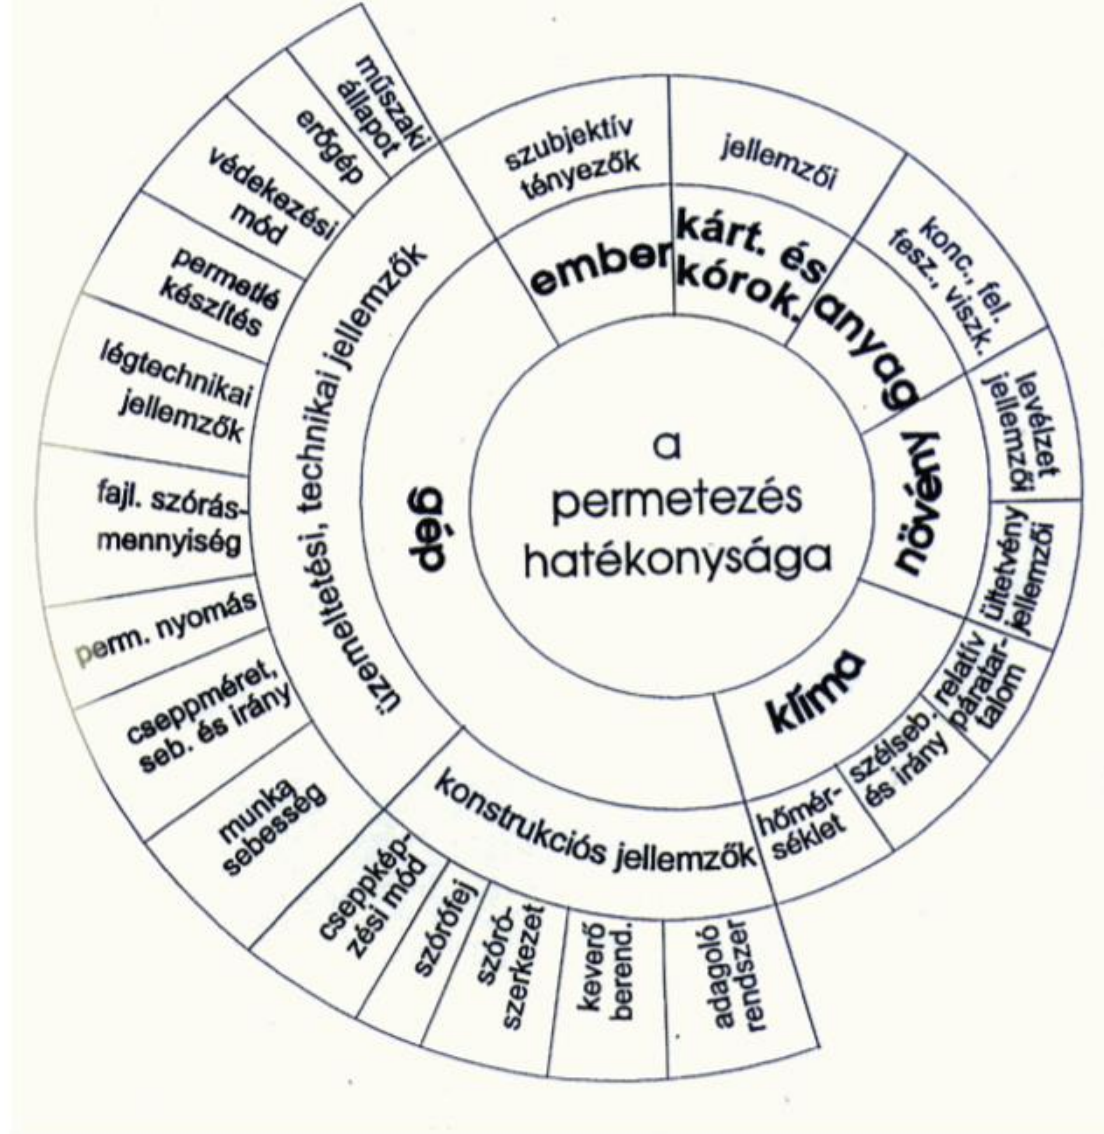 a
permetezés
hatékonysága
ember
szubjektív
tényezők
kárt. és
kórok.
jellemzői
anyag
konc., fel.
fesz., viszk.
növény
levélzet
jellemzői
ültetvény
jellemzői
klíma
relatív
páratar-
talom
szélseb.
és irány
hőmér-
séklet
gép
konstrukciós jellemzők
adagoló
rendszer
keverő
berend.
szóró-
szerkezet
szórófej
cseppkép-
zési mód
üzemeltetési, technikai jellemzők
munka
sebesség
cseppméret,
seb. és irány
perm. nyomás
fajl. szórás-
mennyiség
légtechnikai
jellemzők
permetlé
készítés
védekezési
mód
erőgép
műszaki
állapot